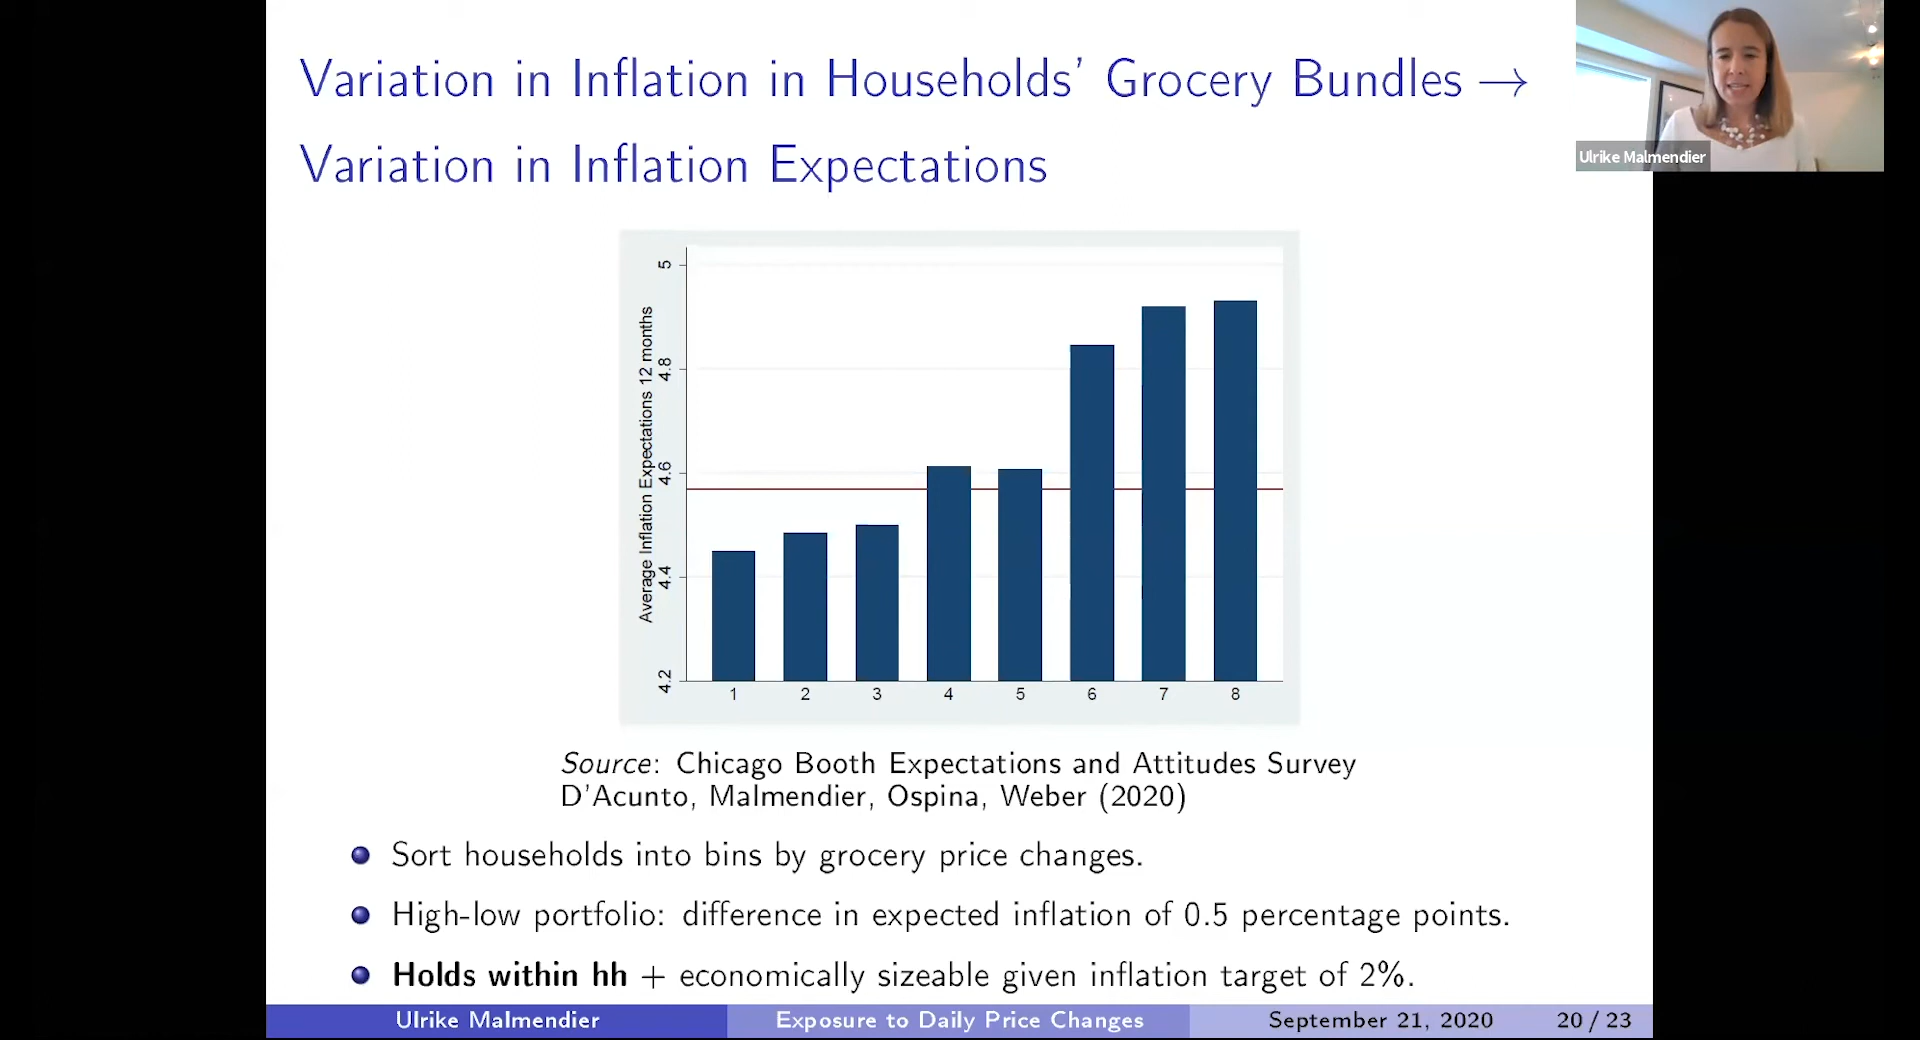 Variation in Inflation in Households' Grocery Bundles →
Variation in Inflation Expectations
Ulrike Malmendier
Average Inflation Expectations 12 months
5
4.8
4.6
4.4
4.2
1 2 3 4 5 6 7 8
Source: Chicago Booth Expectations and Attitudes Survey
D'Acunto, Malmendier, Ospina, Weber (2020)
Sort households into bins by grocery price changes.
High-low portfolio: difference in expected inflation of 0.5 percentage points.
Holds within hh + economically sizeable given inflation target of 2%.
Ulrike Malmendier Exposure to Daily Price Changes September 21, 2020 20 / 23